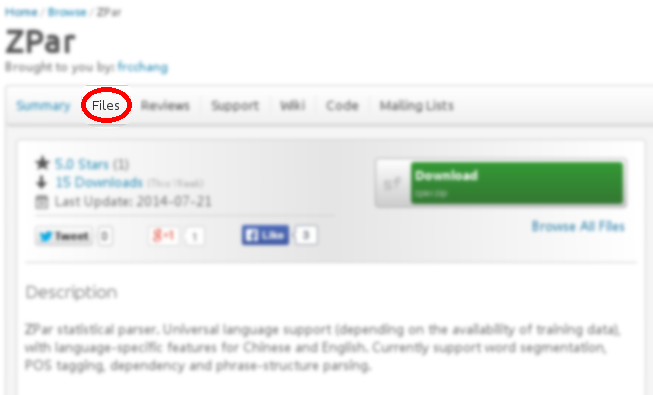 Home / Browse / ZPar
ZPar
Brought to you by: frcchang
Summary Files Reviews Support Wiki Code Mailing Lists
5.0 Stars (1)
15 Downloads (This Week)
Last Update: 2014-07-21
Download
Tweet 0 g+1 1 Like 3
Browse All Files
Description
ZPar statistical parser. Universal language support (depending on the availability of training data),
with language-specific features for Chinese and English. Currently support word segmentation,
POS tagging, dependency and phrase-structure parsing.